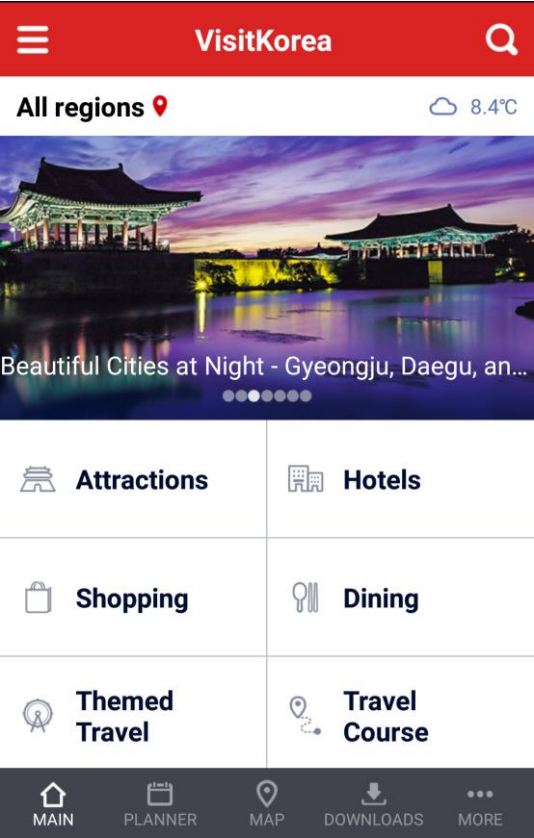 VisitKorea
All regions
8.4℃
Beautiful Cities at Night - Gyeongju, Daegu, an...
Attractions
Hotels
Shopping
Dining
Themed
Travel
Travel
Course
MAIN
PLANNER
MAP
DOWNLOADS
MORE